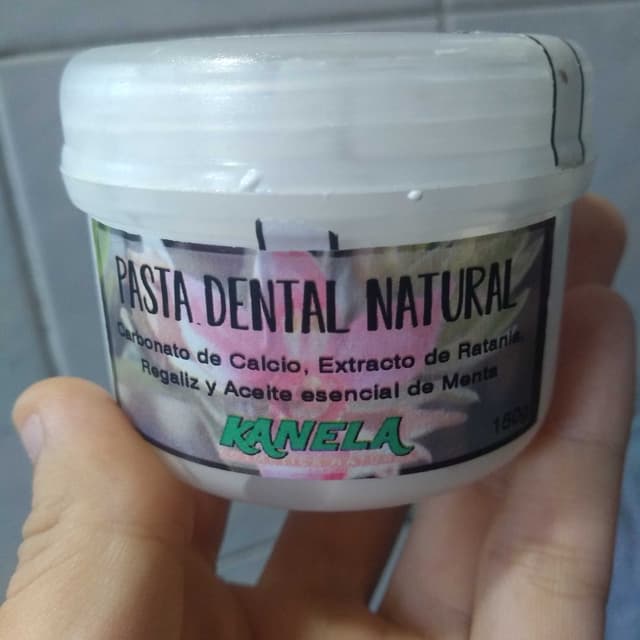 PASTA DENTAL NATURAL
Carbonato de Calcio, Extracto de Ratania,
Regaliz y Aceite esencial de Menta
KANELA